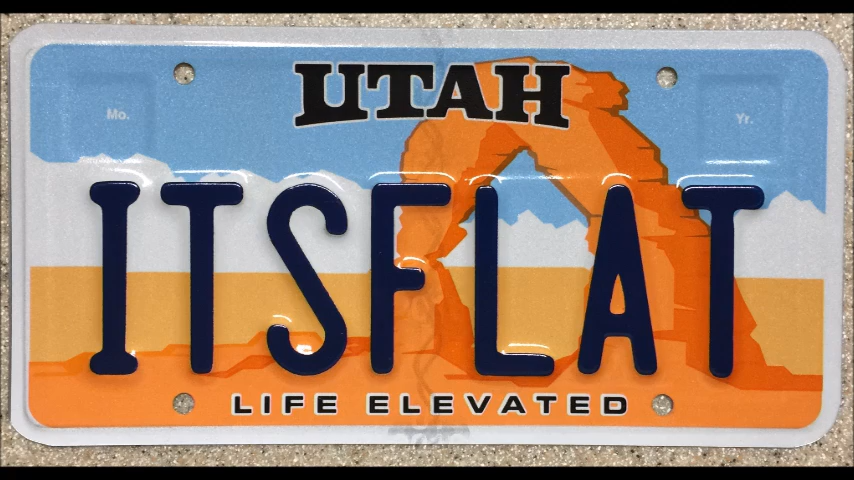 UTAH
Mo. Yr.
ITSFLAT
LIFE ELEVATED